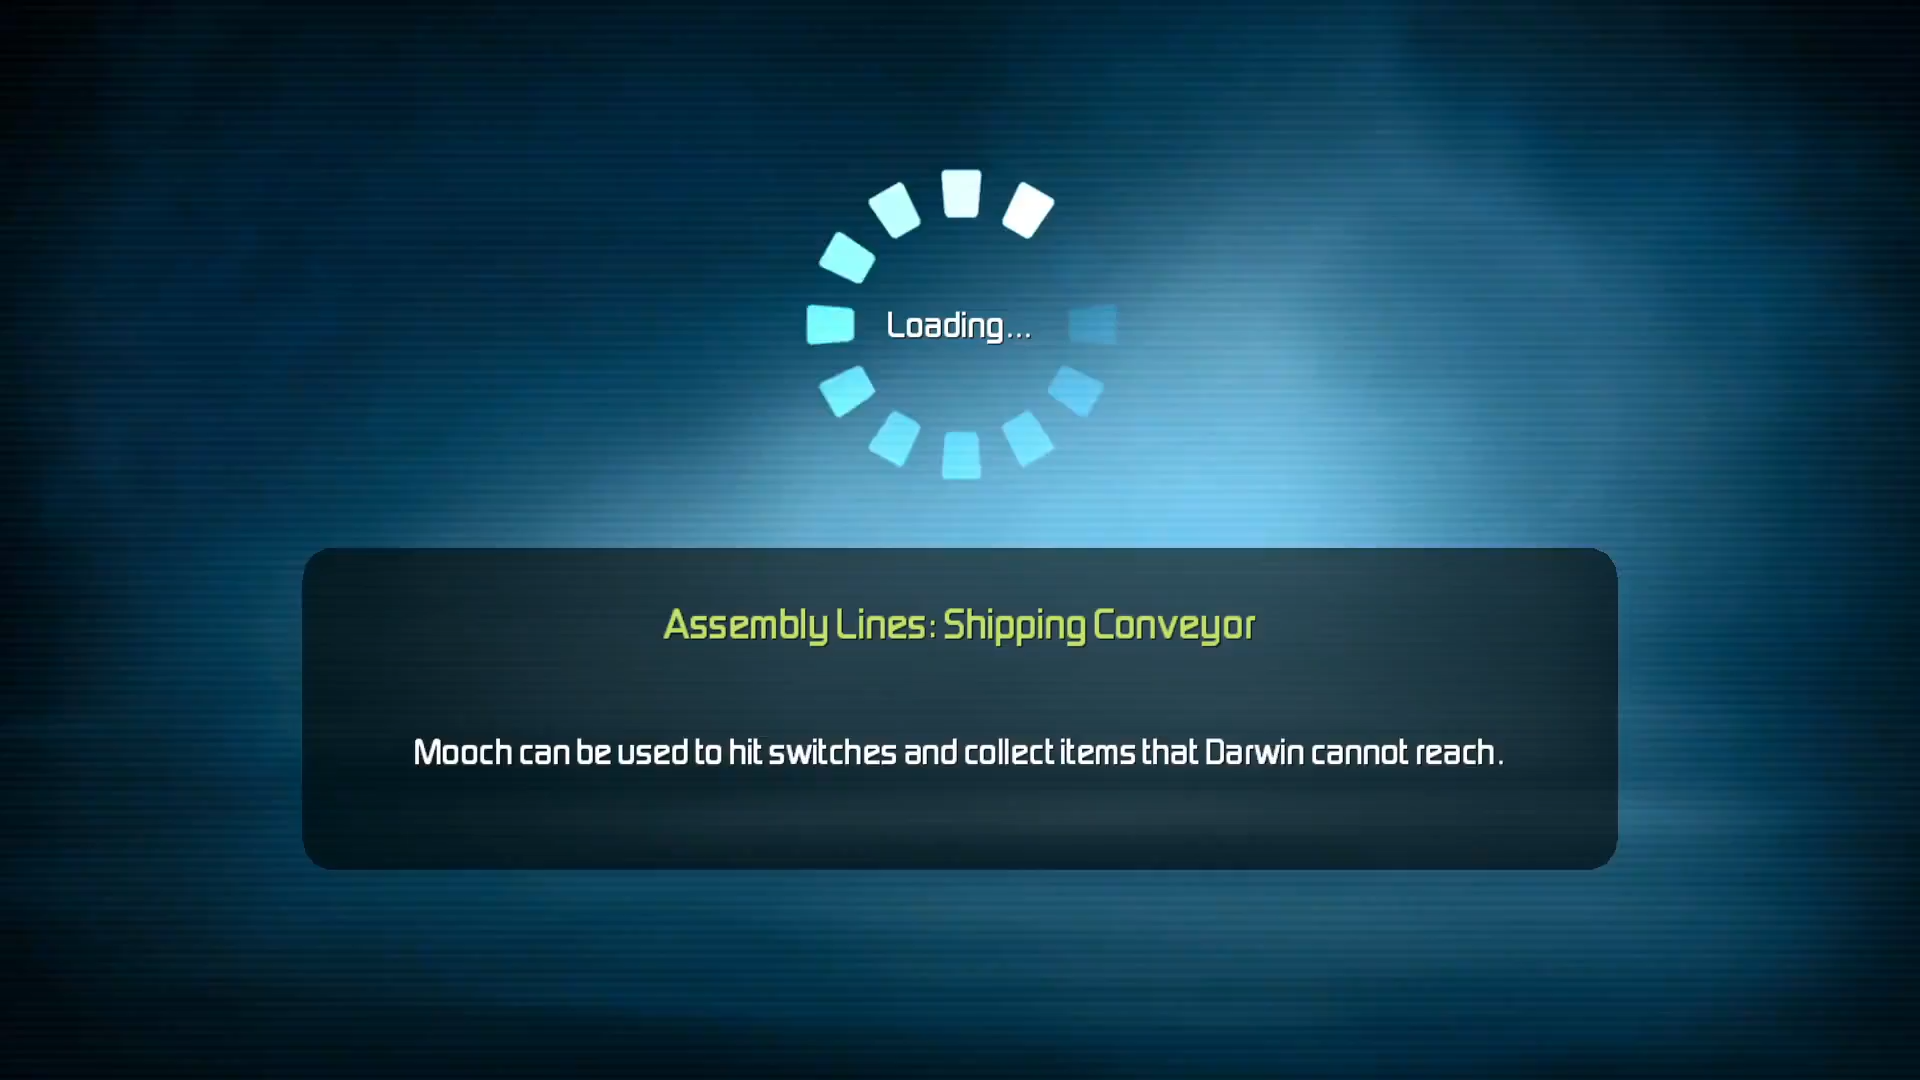 Loading...
Assembly Lines: Shipping Conveyor
Mooch can be used to hit switches and collect items that Darwin cannot reach.